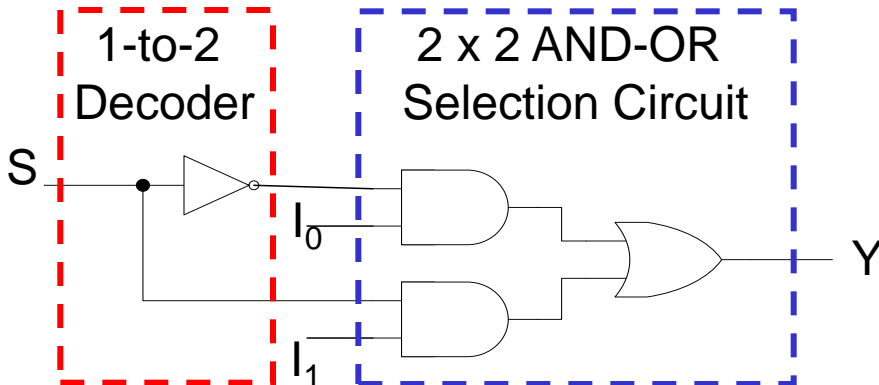 1-to-2
Decoder
2 x 2 AND-OR
Selection Circuit
S
I0
I1
Y